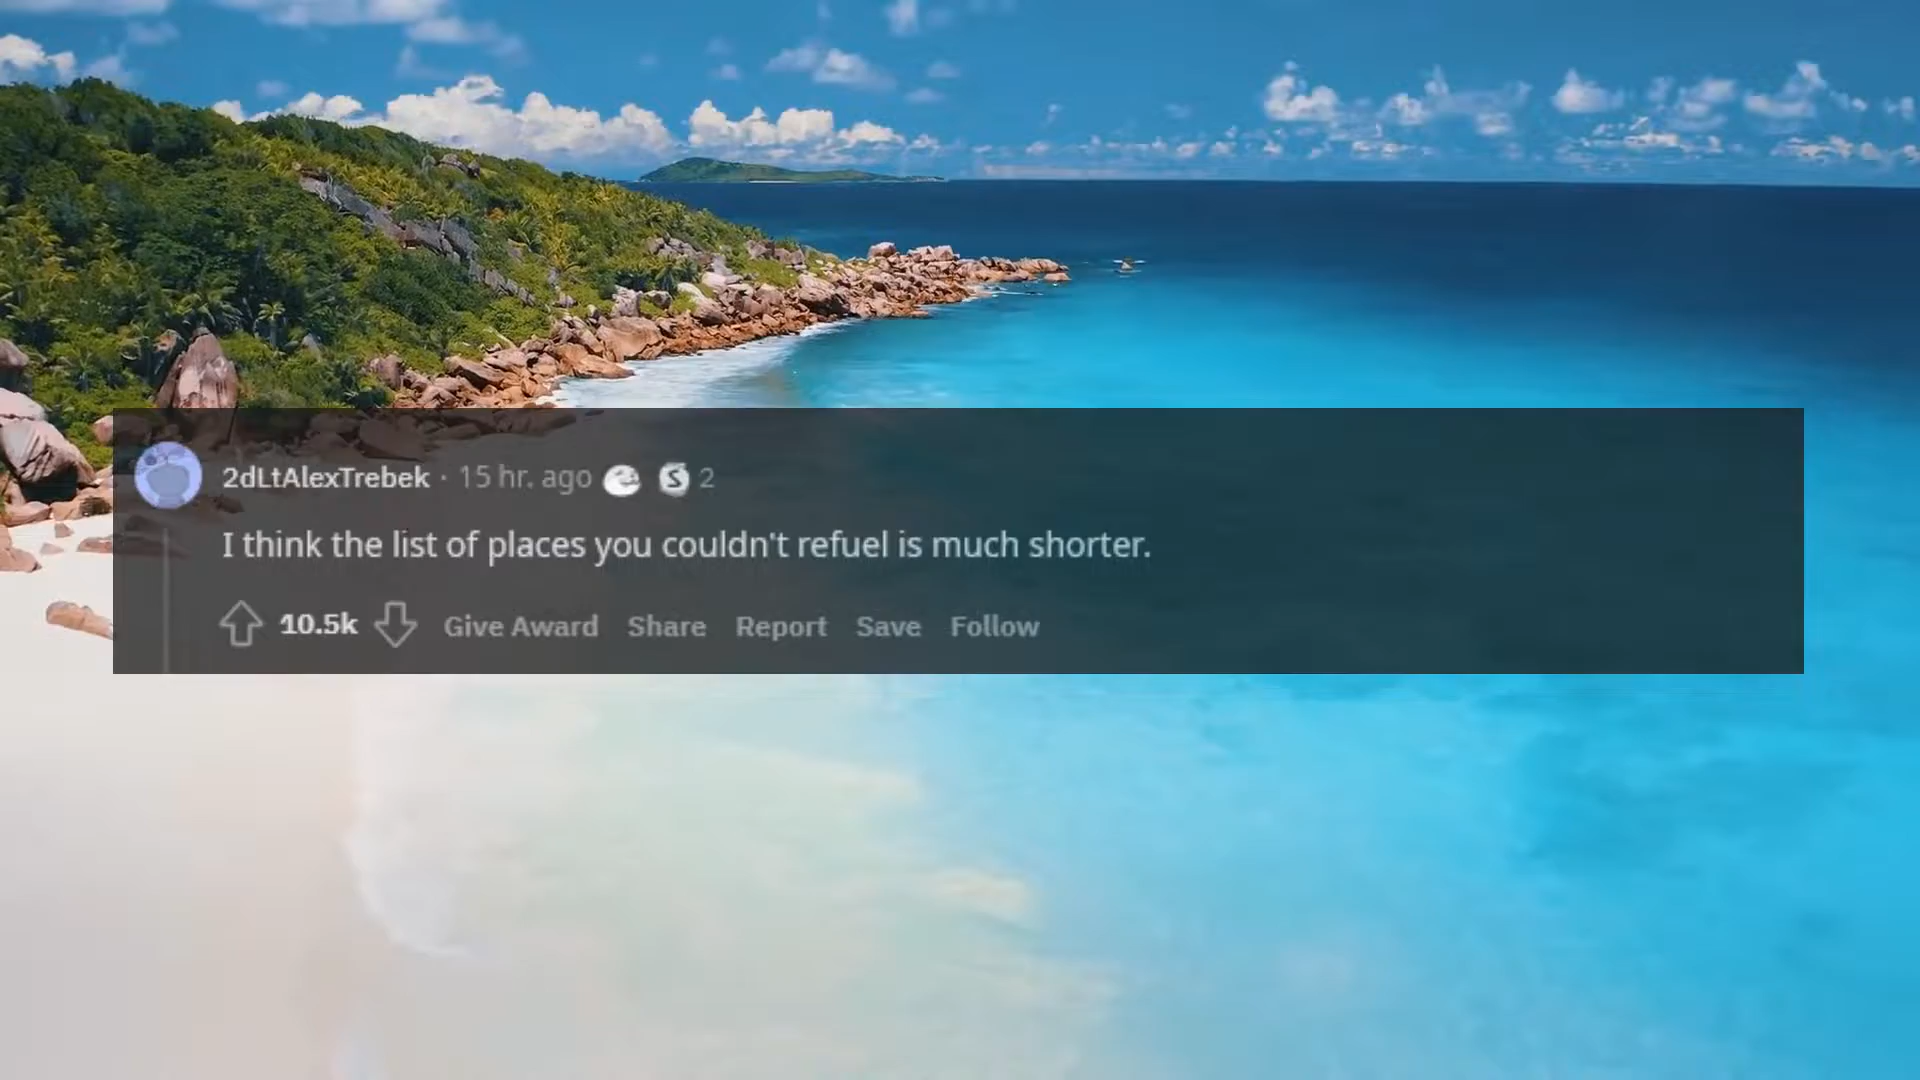 2dLtAlexTrebek · 15 hr. ago 2
I think the list of places you couldn't refuel is much shorter.
10.5k Give Award Share Report Save Follow